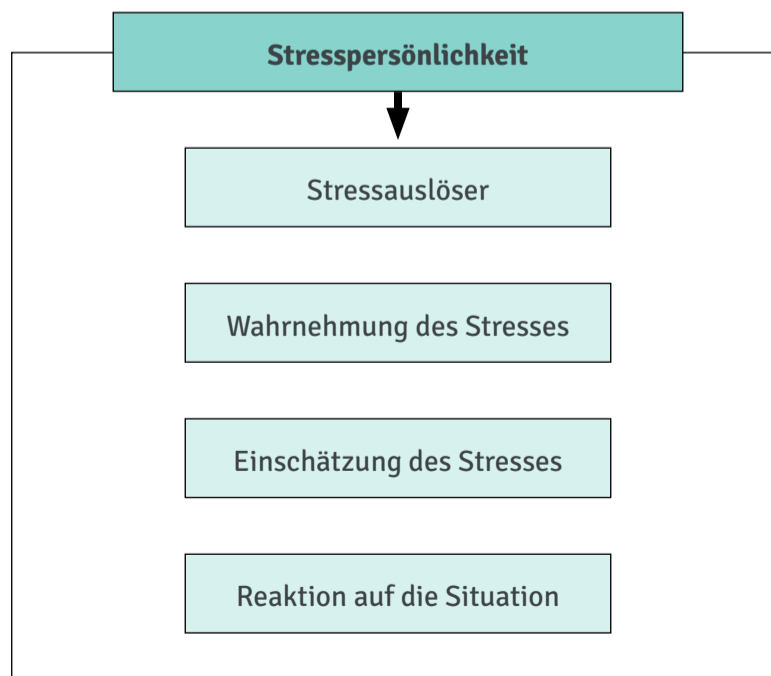 Stresspersönlichkeit
Stressauslöser
Wahrnehmung des Stresses
Einschätzung des Stresses
Reaktion auf die Situation